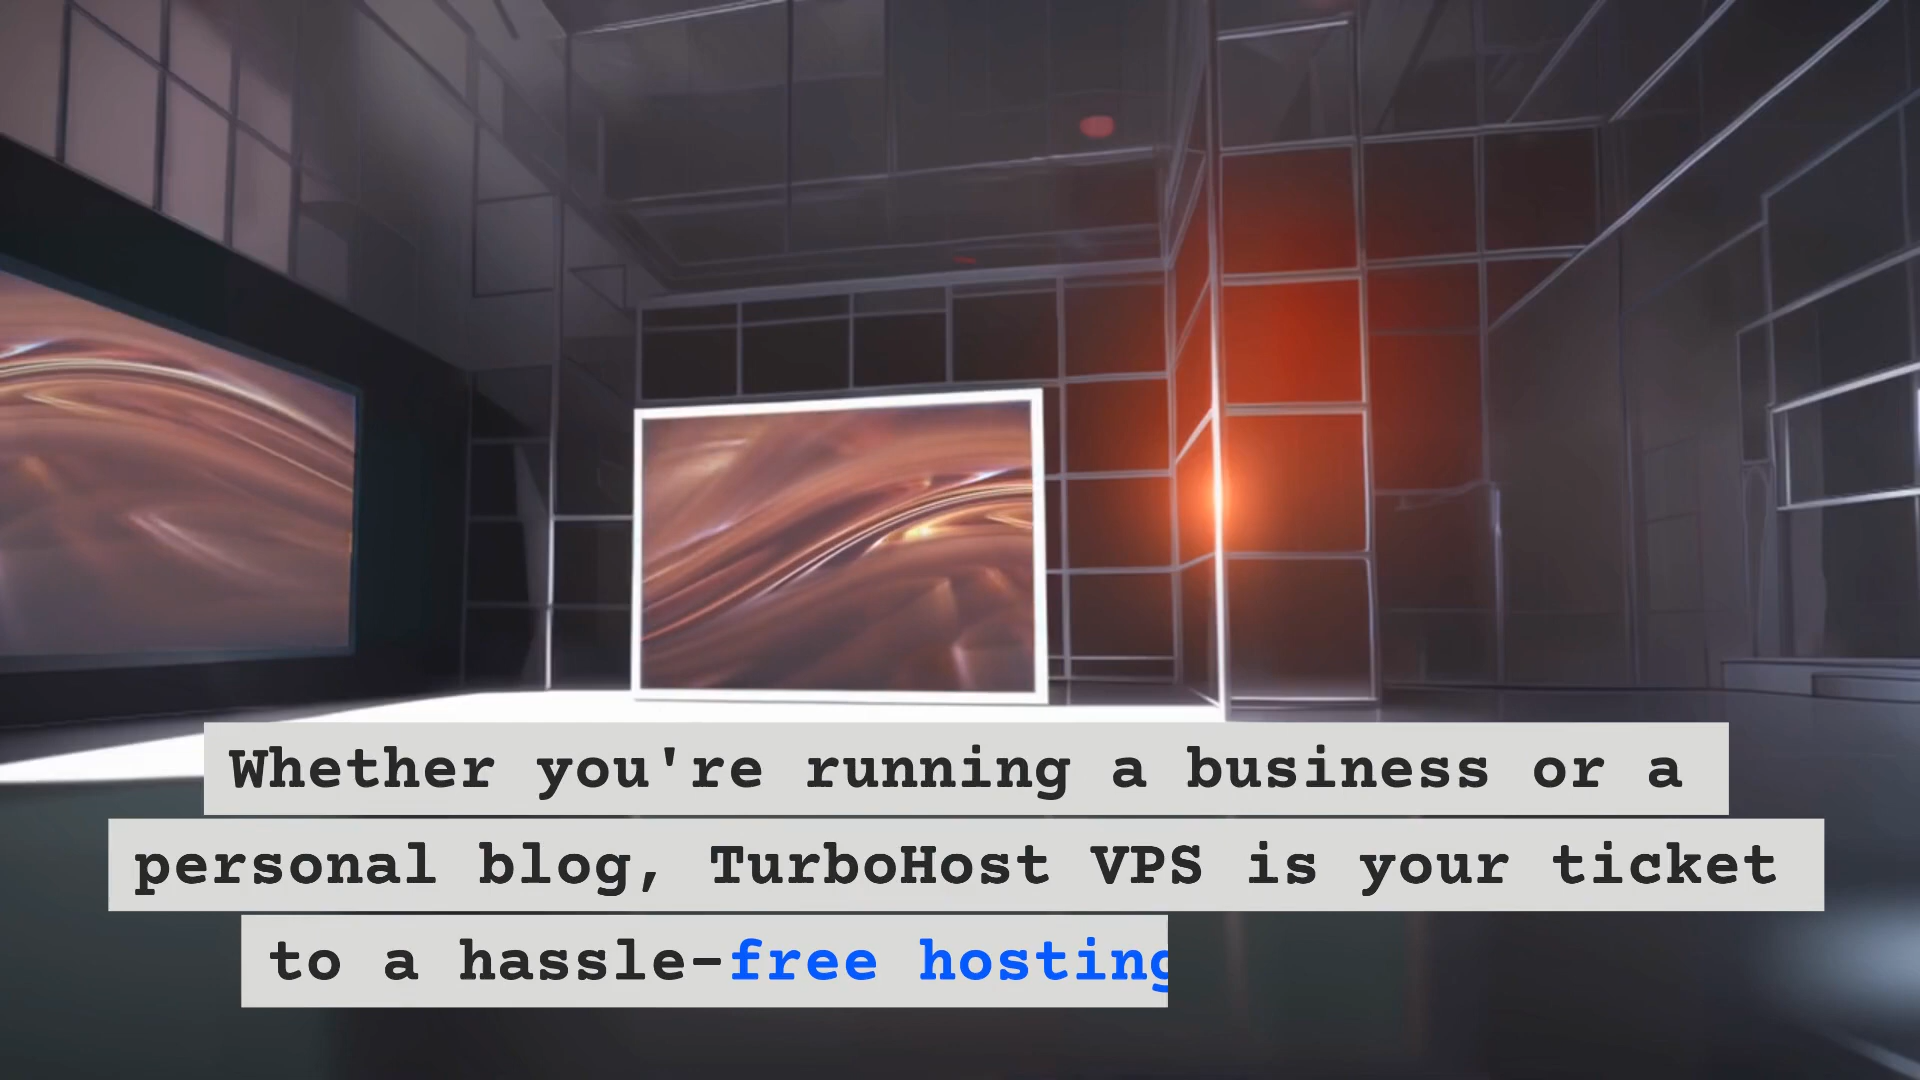 Whether you're running a business or a
personal blog, TurboHost VPS is your ticket
to a hassle-free hosting